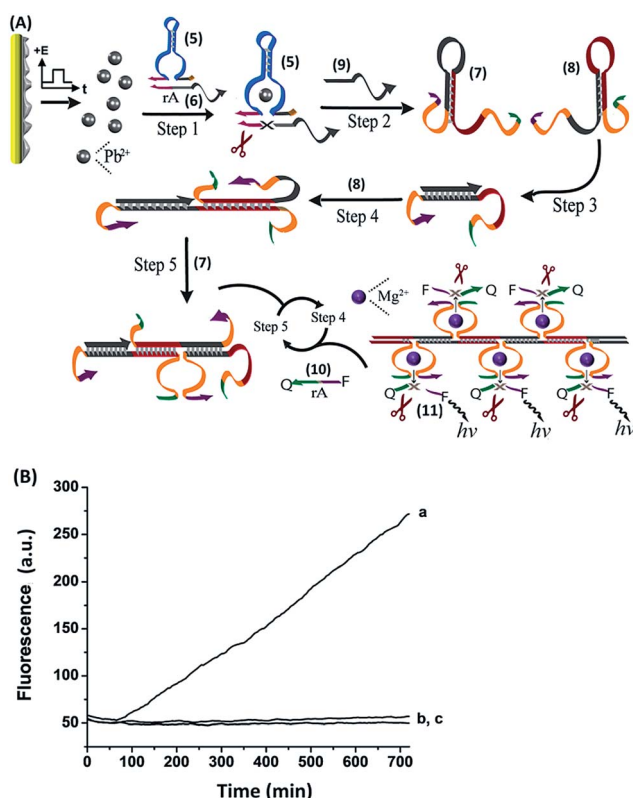 (A)
+E
t
Pb2+
(5)
rA
(6)
Step 1
(5)
(9)
Step 2
(7)
(8)
Step 3
(8)
Step 4
Step 5
(7)
Step 5
Step 4
(10)
Q
F
rA
Mg2+
F
Q
F
Q
Q
F
Q
F
Q
F
(11)
hν
hν
hν
(B)
300
250
200
150
100
50
Fluorescence (a.u.)
a
b, c
0
100
200
300
400
500
600
700
Time (min)